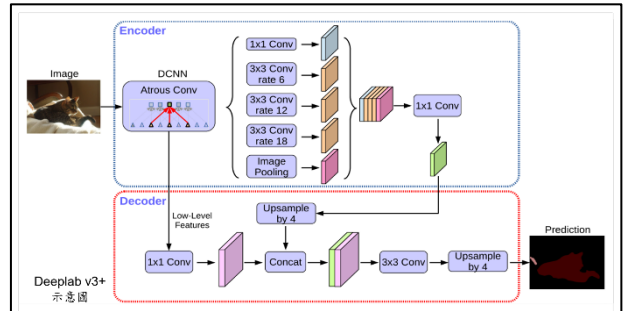 Encoder
Image
DCNN
Atrous Conv
1x1 Conv
3x3 Conv
rate 6
3x3 Conv
rate 12
3x3 Conv
rate 18
Image
Pooling
1x1 Conv
Decoder
Low-Level
Features
Upsample
by 4
1x1 Conv
Concat
3x3 Conv
Upsample
by 4
Prediction
Deeplab v3+
示意圖